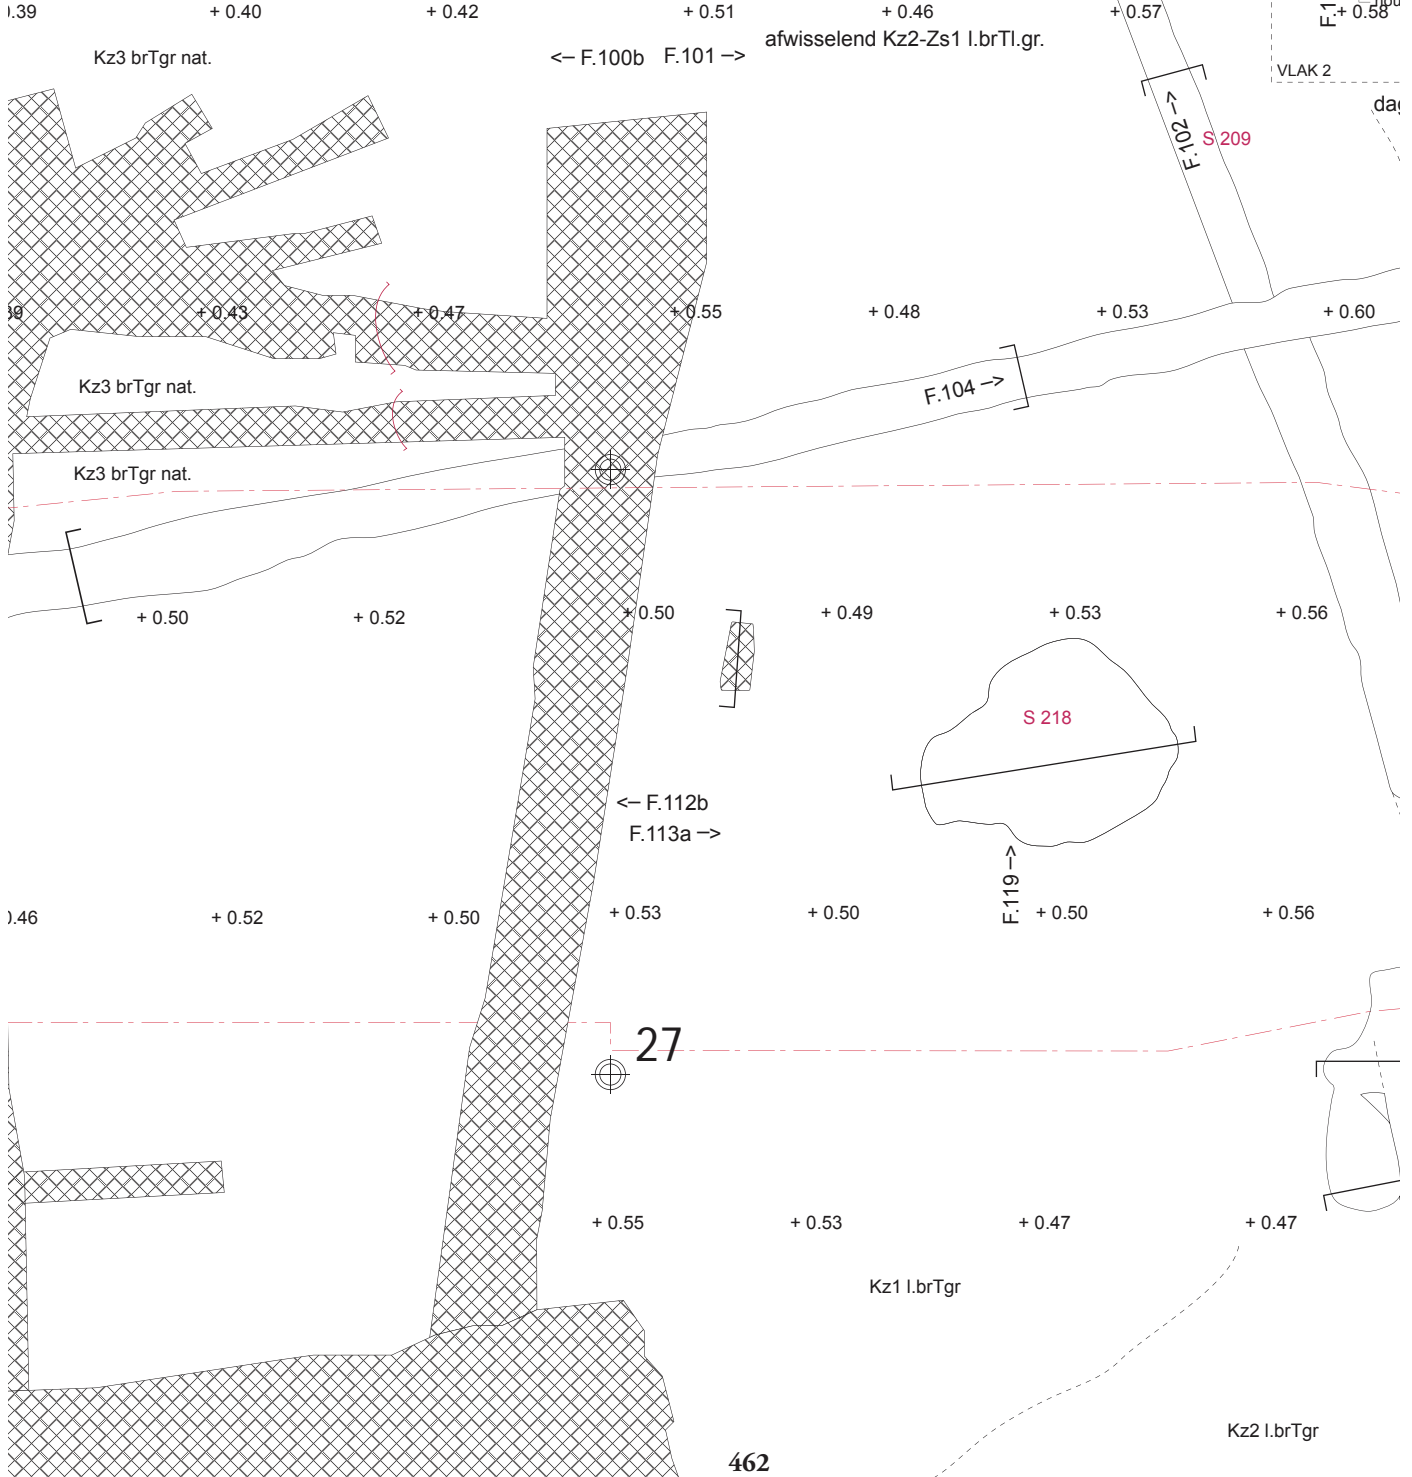 + 0.40
+ 0.42
+ 0.51
+ 0.46
+ 0.57
+ 0.58
afwisselend Kz2-Zs1 l.brTl.gr.
Kz3 brTgr nat.
<– F.100b
F.101 –>
VLAK 2
F.102 –>
S 209
+ 0.43
+ 0.47
+ 0.55
+ 0.48
+ 0.53
+ 0.60
Kz3 brTgr nat.
F.104 –>
Kz3 brTgr nat.
+ 0.50
+ 0.52
+ 0.50
+ 0.49
+ 0.53
+ 0.56
S 218
<– F.112b
F.113a –>
F.119 –>
0.46
+ 0.52
+ 0.50
+ 0.53
+ 0.50
+ 0.50
+ 0.56
27
+ 0.55
+ 0.53
+ 0.47
+ 0.47
Kz1 l.brTgr
Kz2 l.brTgr
462